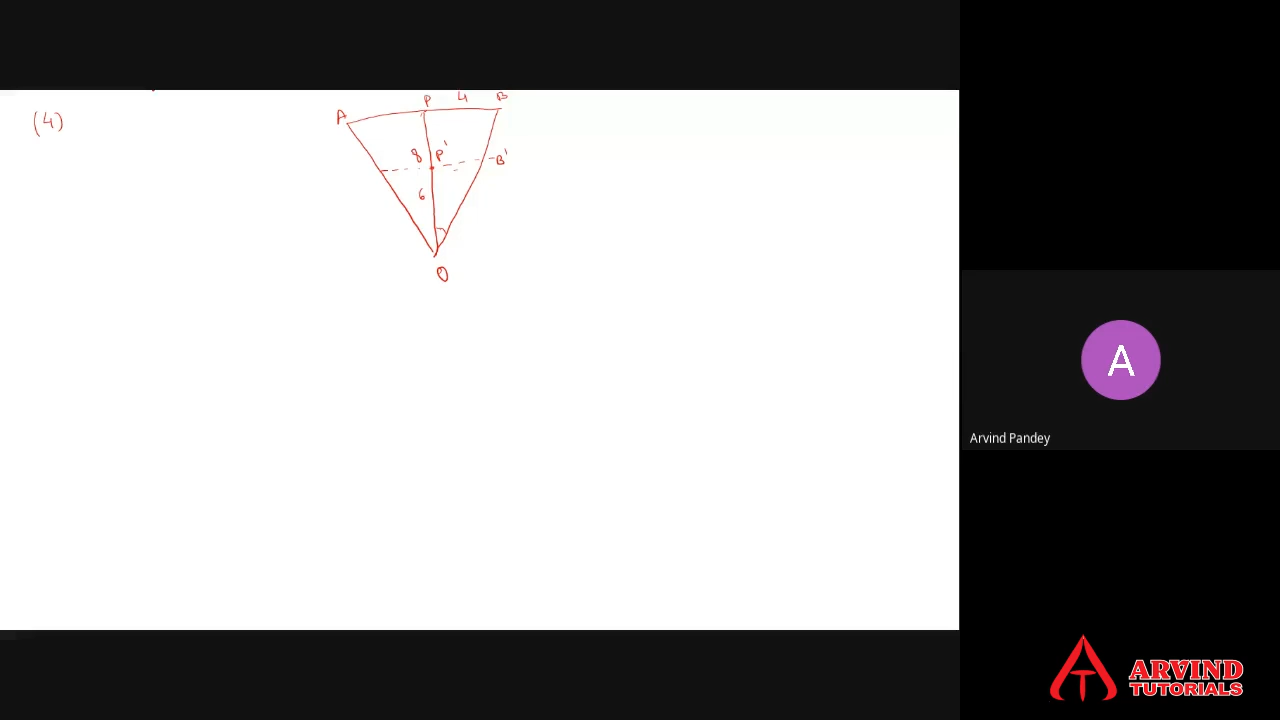 P 4 B
(4) A
8 P' B'
6
O
A
Arvind Pandey
ARVIND
TUTORIALS